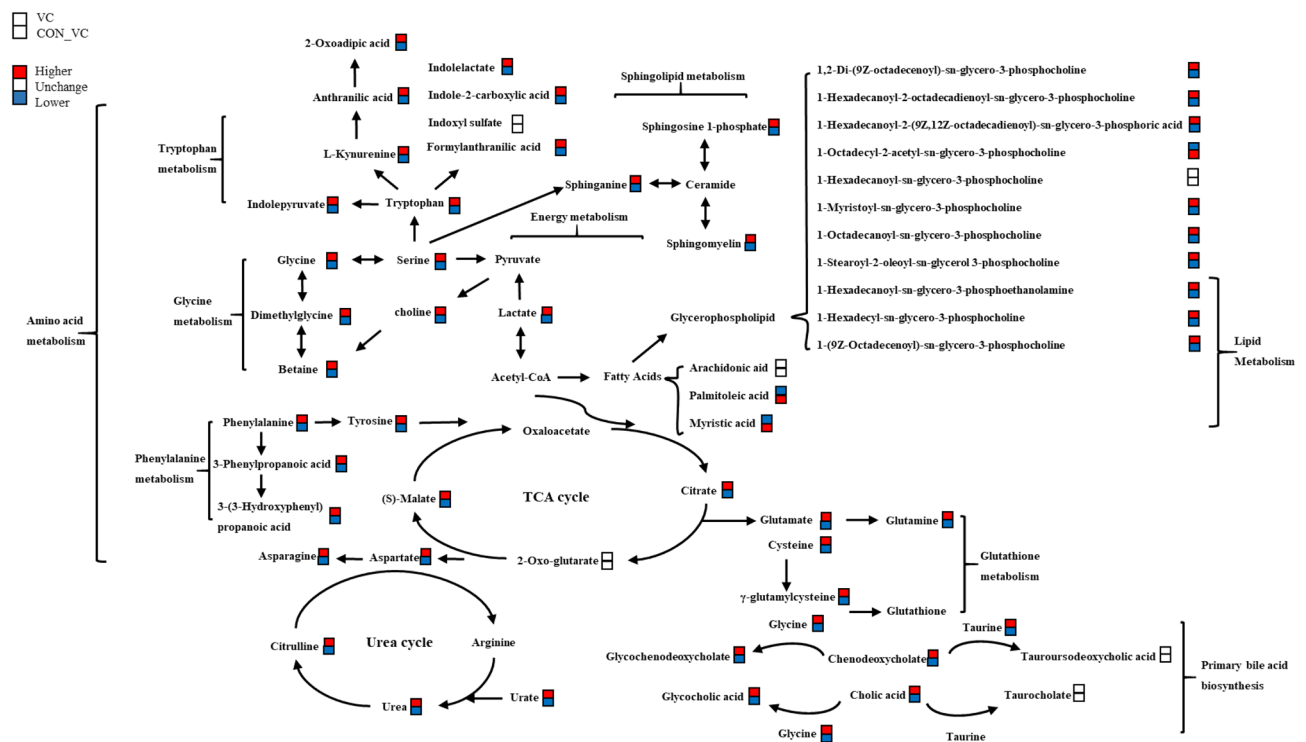 VC
CON_VC
Higher
Unchange
Lower
2-Oxoadipic acid
Indolelactate
Anthranilic acid
Indole-2-carboxylic acid
Indoxyl sulfate
L-Kynurenine
Formylanthranilic acid
Tryptophan
metabolism
Indolepyruvate
Tryptophan
Sphingolipid metabolism
Sphingosine 1-phosphate
Sphinganine
Ceramide
Sphingomyelin
Energy metabolism
1,2-Di-(9Z-octadecenoyl)-sn-glycero-3-phosphocholine
1-Hexadecanoyl-2-octadecadienoyl-sn-glycero-3-phosphocholine
1-Hexadecanoyl-2-(9Z,12Z-octadecadienoyl)-sn-glycero-3-phosphoric acid
1-Octadecyl-2-acetyl-sn-glycero-3-phosphocholine
1-Hexadecanoyl-sn-glycero-3-phosphocholine
1-Myristoyl-sn-glycero-3-phosphocholine
1-Octadecanoyl-sn-glycero-3-phosphocholine
1-Stearoyl-2-oleoyl-sn-glycerol 3-phosphocholine
1-Hexadecanoyl-sn-glycero-3-phosphoethanolamine
1-Hexadecyl-sn-glycero-3-phosphocholine
1-(9Z-Octadecenoyl)-sn-glycero-3-phosphocholine
Lipid
Metabolism
Amino acid
metabolism
Glycine
metabolism
Glycine
Serine
Pyruvate
Dimethylglycine
choline
Lactate
Betaine
Glycerophospholipid
Acetyl-CoA
Fatty Acids
Arachidonic aid
Palmitoleic acid
Myristic acid
Phenylalanine
metabolism
Phenylalanine
Tyrosine
3-Phenylpropanoic acid
3-(3-Hydroxyphenyl)
propanoic acid
Oxaloacetate
(S)-Malate
TCA cycle
Citrate
Asparagine
Aspartate
2-Oxo-glutarate
Glutamate
Glutamine
Cysteine
γ-glutamylcysteine
Glutathione
Glutathione
metabolism
Citrulline
Urea cycle
Arginine
Urea
Urate
Glycine
Taurine
Glycochenodeoxycholate
Chenodeoxycholate
Tauroursodeoxycholic acid
Glycocholic acid
Cholic acid
Taurocholate
Glycine
Taurine
Primary bile acid
biosynthesis